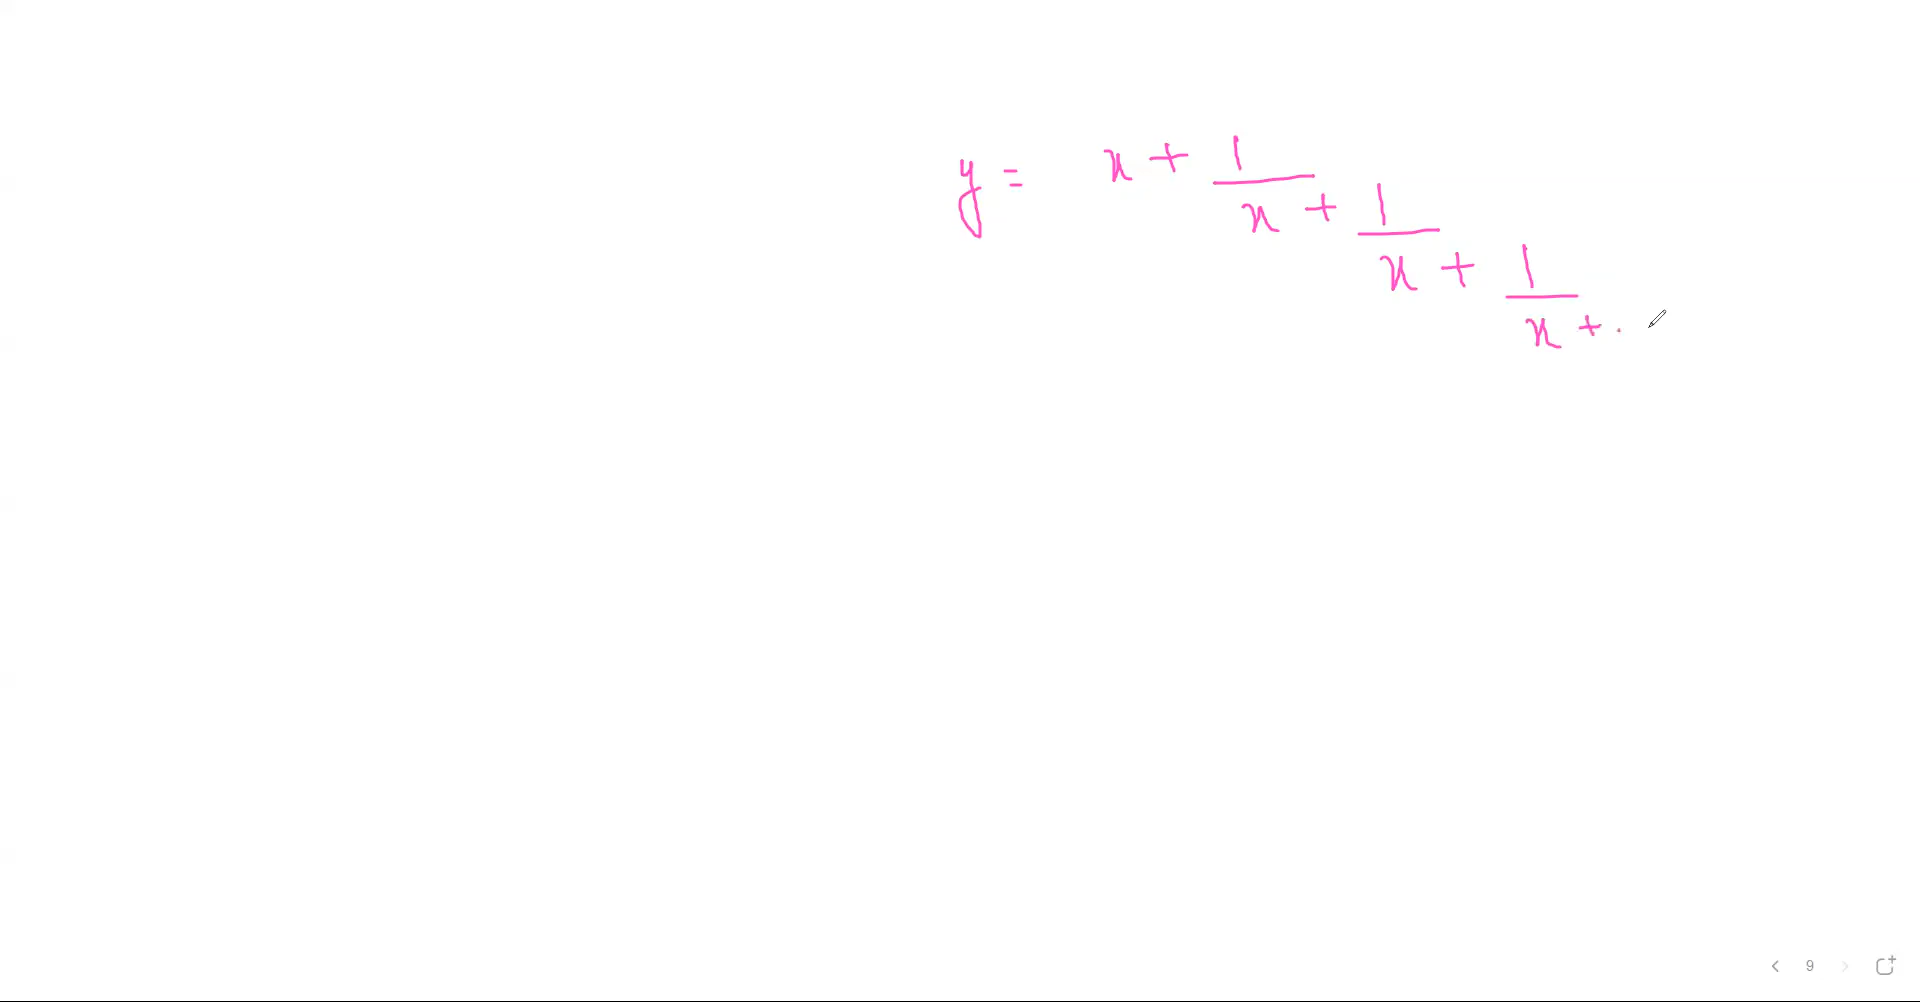 y = x + 1
x + 1
x + 1
x + .
9